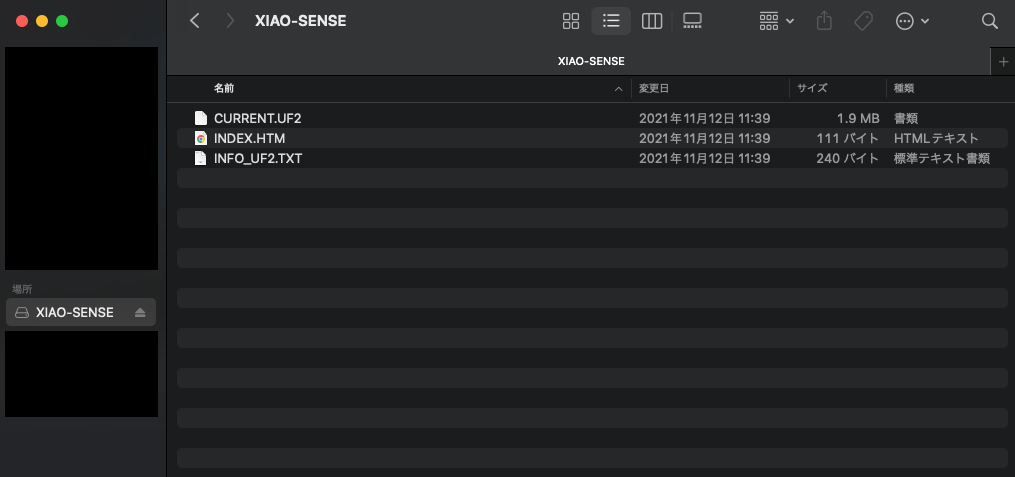 XIAO-SENSE
XIAO-SENSE
名前 変更日 サイズ 種類
CURRENT.UF2 2021年11月12日 11:39 1.9 MB 書類
INDEX.HTM 2021年11月12日 11:39 111 バイト HTMLテキスト
INFO_UF2.TXT 2021年11月12日 11:39 240 バイト 標準テキスト書類
場所
XIAO-SENSE